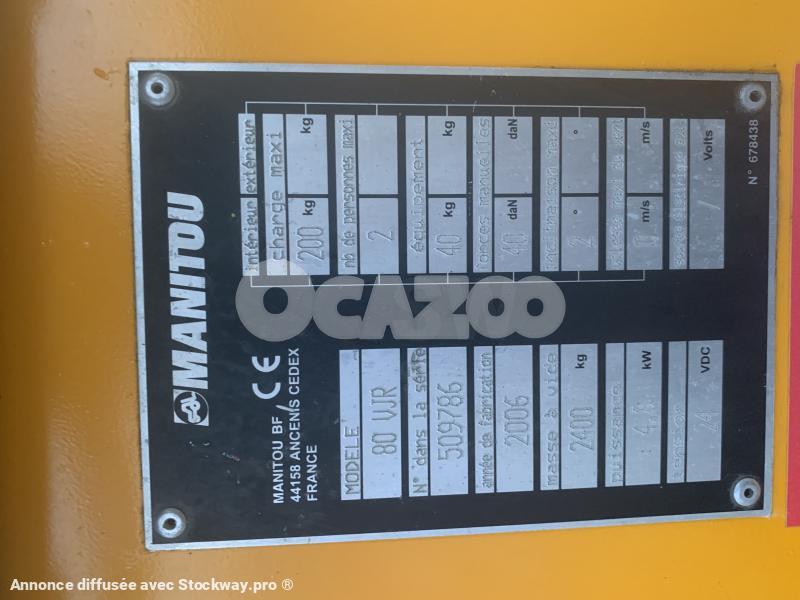 MANITOU
MANITOU BF
CE
44158 ANCENIS CEDEX
FRANCE
MODELE
80 VJR
N° dans la série
509786
année de fabrication
2006
masse à vide
2400 kg
puissance
kW
tension
24 VDC
intérieur extérieur
charge maxi
200 kg kg
nb de personnes maxi
2
équipement
40 kg kg
forces manuelles
40 daN daN
inclinaison maxi
2 ° °
m/s m/s
Volts
N° 678438
OCAZOO
Annonce diffusée avec Stockway.pro ®